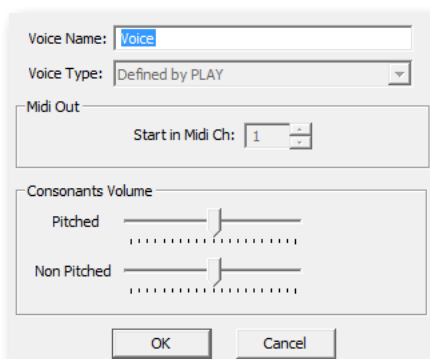 Voice Name: Voice
Voice Type: Defined by PLAY
Midi Out
Start in Midi Ch: 1
Consonants Volume
Pitched
Non Pitched
OK Cancel